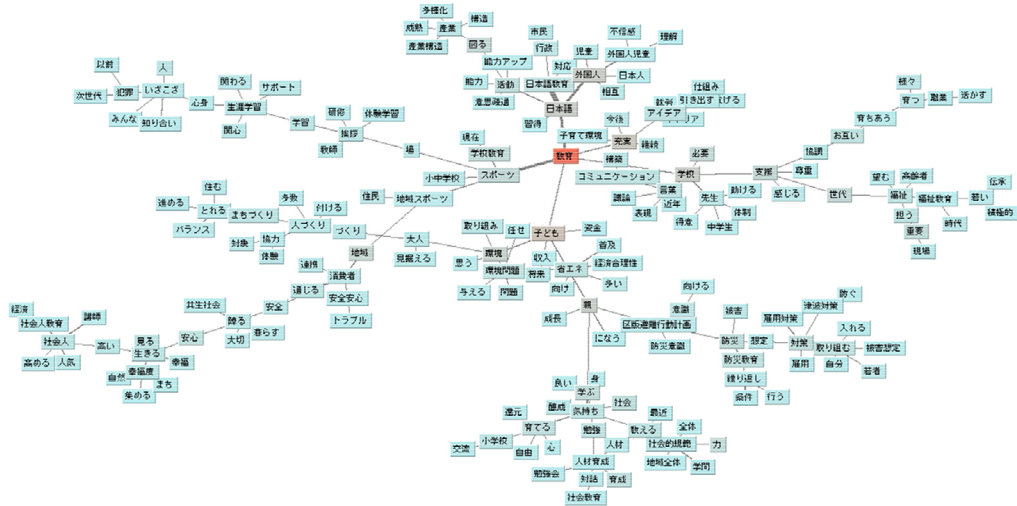 多種化
構造
成熟
産業
産業構造
回る
能力アップ
能力
活動
意思疎通
市民
行政
対応
日本語教育
日本語
習得
児童
不信感
外国人児童
理解
外国人
日本人
相互
子育て環境
今後
充実
継続
仕組み
引き出す
アイデア
教育
構築
コミュニケーション
言葉
議論
近年
表現
必要
学校
先生
動ける
体制
得意
中学生
支援
尊重
感じる
協調
お互い
育ちあう
育つ
様々
職業
活かす
世代
望む
高齢者
福祉
福祉教育
担う
重要
現場
時代
若い
伝承
積極的
以前
人
犯罪
いざこざ
次世代
みんな
知り合い
心身
関わる
サポート
生涯学習
関心
学習
研修
体験学習
挨拶
教師
場
現在
学校教育
スポーツ
小中学校
住民
地域スポーツ
地域
住む
進める
とれる
バランス
まちづくり
多数
付ける
人づくり
対象
協力
体験
づくり
大人
見据える
環境
取り組み
任せ
思う
環境問題
与える
問題
子ども
資金
収入
将来
省エネ
普及
経済合理性
多い
向け
連携
消費者
通じる
安全安心
トラブル
安全
共生社会
障る
大切
暮らす
安心
見る
生きる
幸福
幸福度
自然
まち
集める
高い
経済
社会人教育
講師
社会人
高める
人気
親
成長
になう
意識
向ける
区版避難行動計画
防災意識
被害
防災
防災教育
繰り返し
条件
行う
想定
対策
雇用対策
津波対策
防ぐ
入れる
取り組む
被害想定
雇用
自分
若者
身
良い
学ぶ
醸成
気持ち
社会
還元
育てる
小学校
交流
自由
心
勉強
教える
最近
人材
社会的規範
全体
力
地域全体
学問
人材育成
勉強会
対話
育成
社会教育